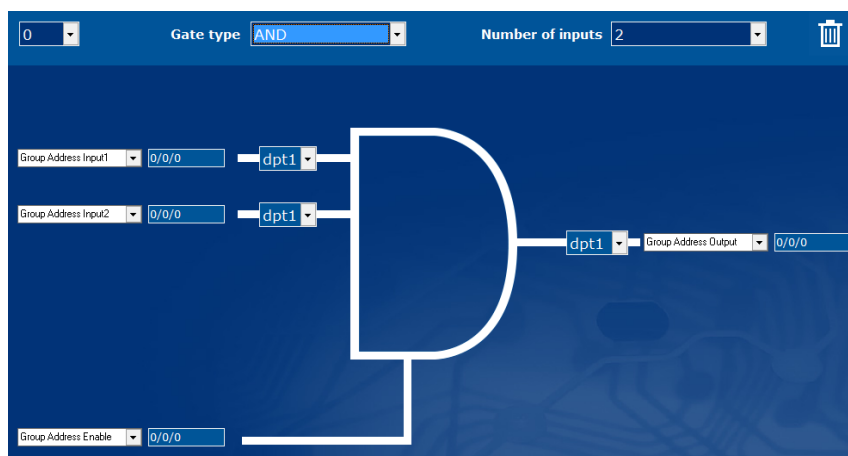 0 Gate type AND Number of inputs 2
Group Address Input1 0/0/0 dpt1
Group Address Input2 0/0/0 dpt1
dpt1 Group Address Output 0/0/0
Group Address Enable 0/0/0